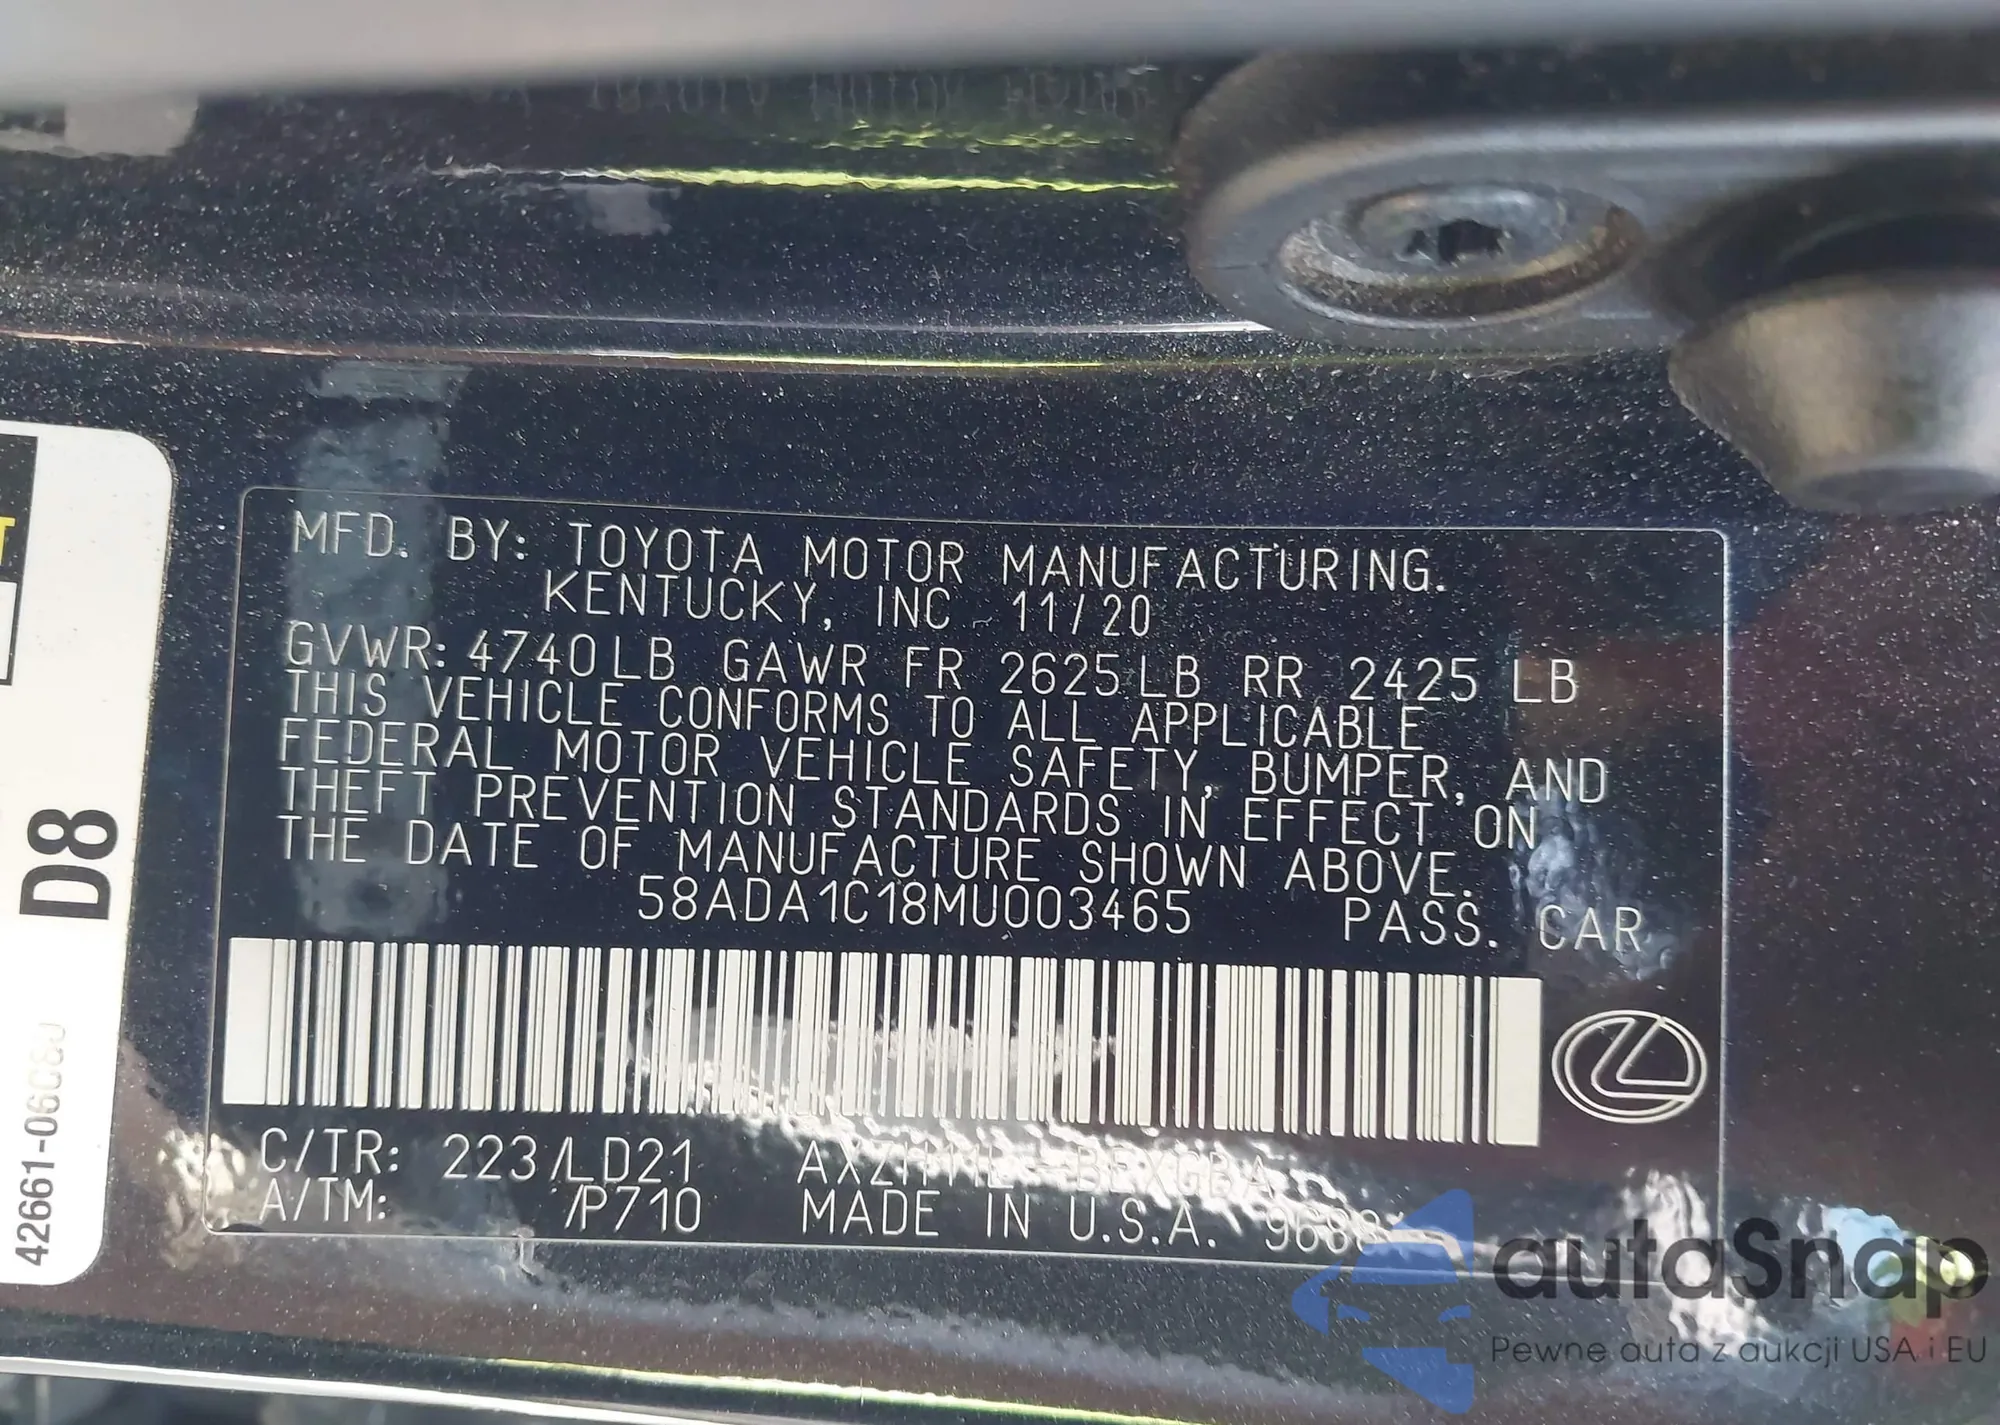 MFD. BY: TOYOTA MOTOR MANUFACTURING.
KENTUCKY, INC 11/20
GVWR: 4740LB GAWR FR 2625LB RR 2425 LB
THIS VEHICLE CONFORMS TO ALL APPLICABLE
FEDERAL MOTOR VEHICLE SAFETY, BUMPER, AND
THEFT PREVENTION STANDARDS IN EFFECT ON
THE DATE OF MANUFACTURE SHOWN ABOVE.
58ADA1C18MU003465 PASS. CAR
C/TR: 223/LD21
A/TM: /P710 MADE IN U.S.A.
D8
42661-06C80
autaSnap
Pewne auta z aukcji USA i EU